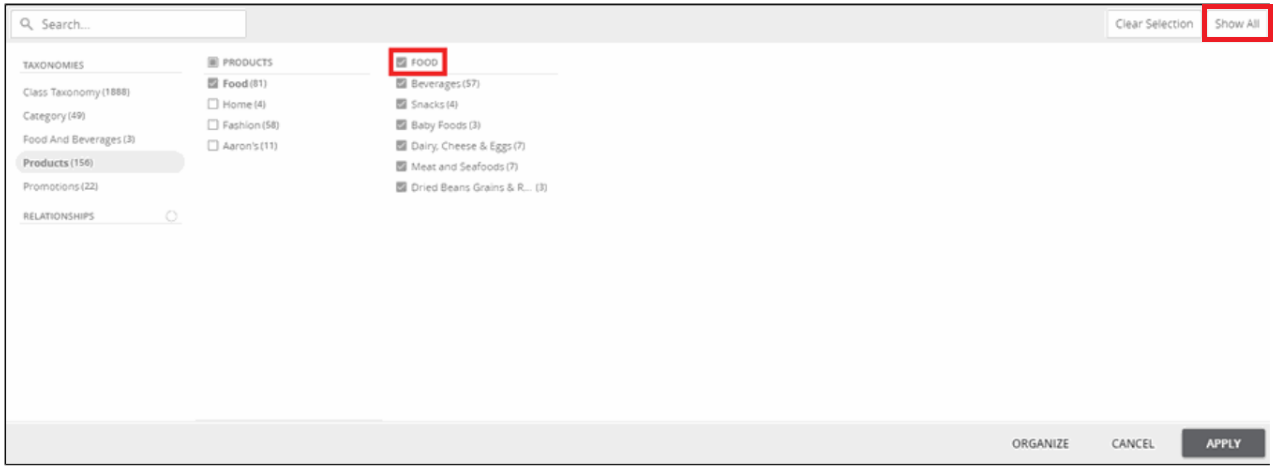 Search...
Clear Selection
Show All
TAXONOMIES
Class Taxonomy (1888)
Category (49)
Food And Beverages (3)
Products (156)
Promotions (22)
RELATIONSHIPS
PRODUCTS
Food (81)
Home (4)
Fashion (58)
Aaron's (11)
FOOD
Beverages (57)
Snacks (4)
Baby Foods (3)
Dairy, Cheese & Eggs (7)
Meat and Seafoods (7)
Dried Beans Grains & R... (3)
ORGANIZE
CANCEL
APPLY